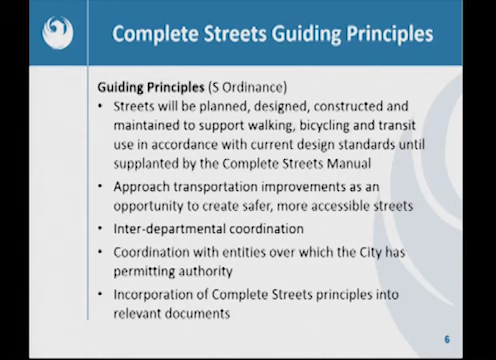 Complete Streets Guiding Principles
Guiding Principles (S Ordinance)
• Streets will be planned, designed, constructed and
maintained to support walking, bicycling and transit
use in accordance with current design standards until
supplanted by the Complete Streets Manual
• Approach transportation improvements as an
opportunity to create safer, more accessible streets
• Inter-departmental coordination
• Coordination with entities over which the City has
permitting authority
• Incorporation of Complete Streets principles into
relevant documents
6